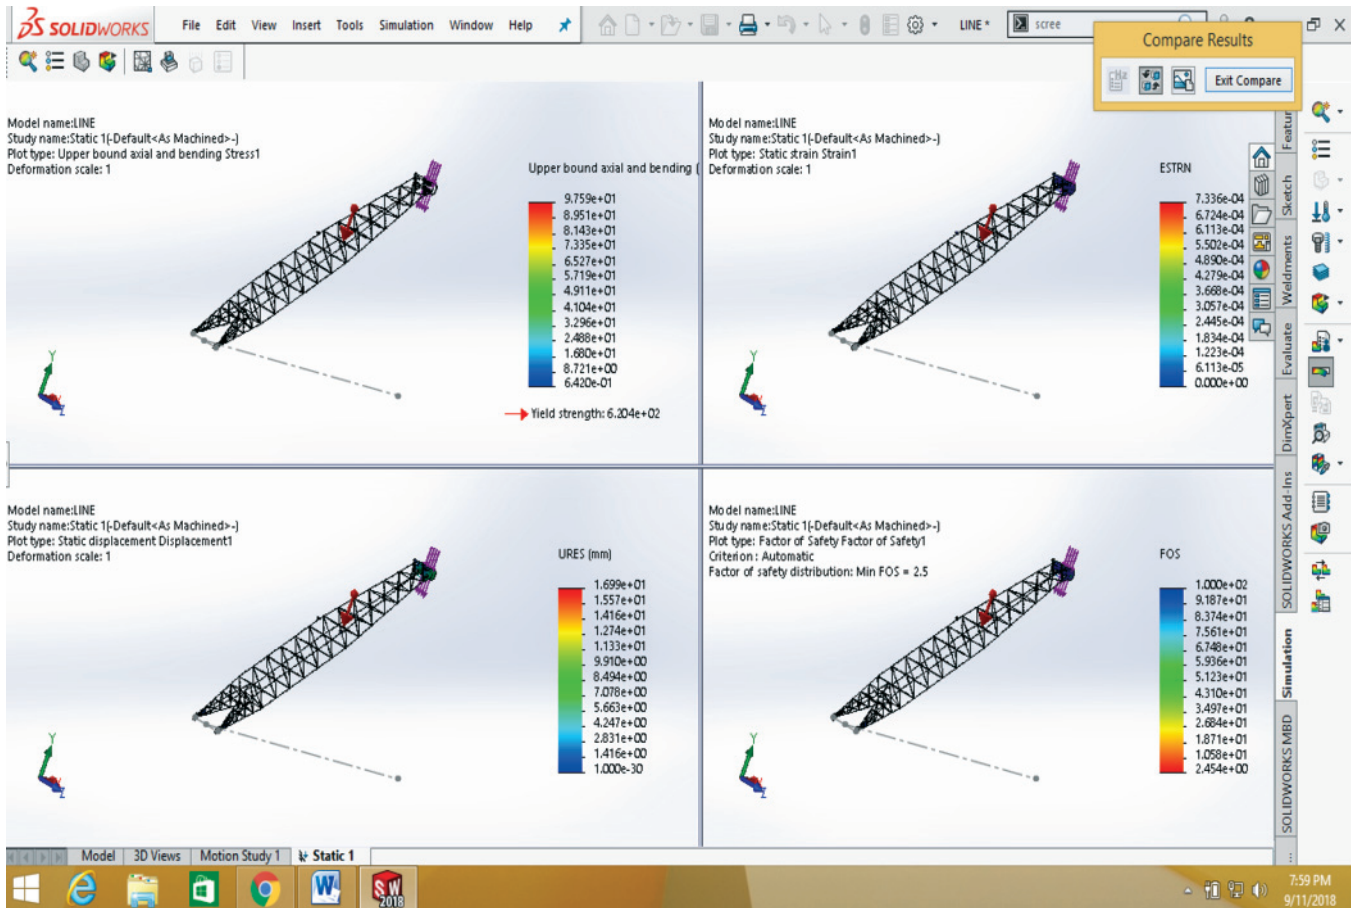 SOLIDWORKS File Edit View Insert Tools Simulation Window Help LINE * scree
Compare Results
Exit Compare
Model name:LINE
Study name:Static 1(-Default<As Machined>-)
Plot type: Upper bound axial and bending Stress1
Deformation scale: 1
Upper bound axial and bending (
9.759e+01
8.951e+01
8.143e+01
7.335e+01
6.527e+01
5.719e+01
4.911e+01
4.104e+01
3.296e+01
2.488e+01
1.680e+01
8.721e+00
6.420e-01
Yield strength: 6.204e+02
Y
Z
Model name:LINE
Study name:Static 1(-Default<As Machined>-)
Plot type: Static strain Strain1
Deformation scale: 1
ESTRN
7.336e-04
6.724e-04
6.113e-04
5.502e-04
4.890e-04
4.279e-04
3.668e-04
3.057e-04
2.445e-04
1.834e-04
1.223e-04
6.113e-05
0.000e+00
Y
Z
Model name:LINE
Study name:Static 1(-Default<As Machined>-)
Plot type: Static displacement Displacement1
Deformation scale: 1
URES (mm)
1.699e+01
1.557e+01
1.416e+01
1.274e+01
1.133e+01
9.910e+00
8.494e+00
7.078e+00
5.663e+00
4.247e+00
2.831e+00
1.416e+00
1.000e-30
Y
Z
Model name:LINE
Study name:Static 1(-Default<As Machined>-)
Plot type: Factor of Safety Factor of Safety1
Criterion : Automatic
Factor of safety distribution: Min FOS = 2.5
FOS
1.000e+02
9.187e+01
8.374e+01
7.561e+01
6.748e+01
5.936e+01
5.123e+01
4.310e+01
3.497e+01
2.684e+01
1.871e+01
1.058e+01
2.454e+00
Y
Z
Featur
Sketch
Weldments
Evaluate
DimXpert
SOLIDWORKS Add-Ins
Simulation
SOLIDWORKS MBD
...
Model 3D Views Motion Study 1 Static 1
SW
2018
7:59 PM
9/11/2018